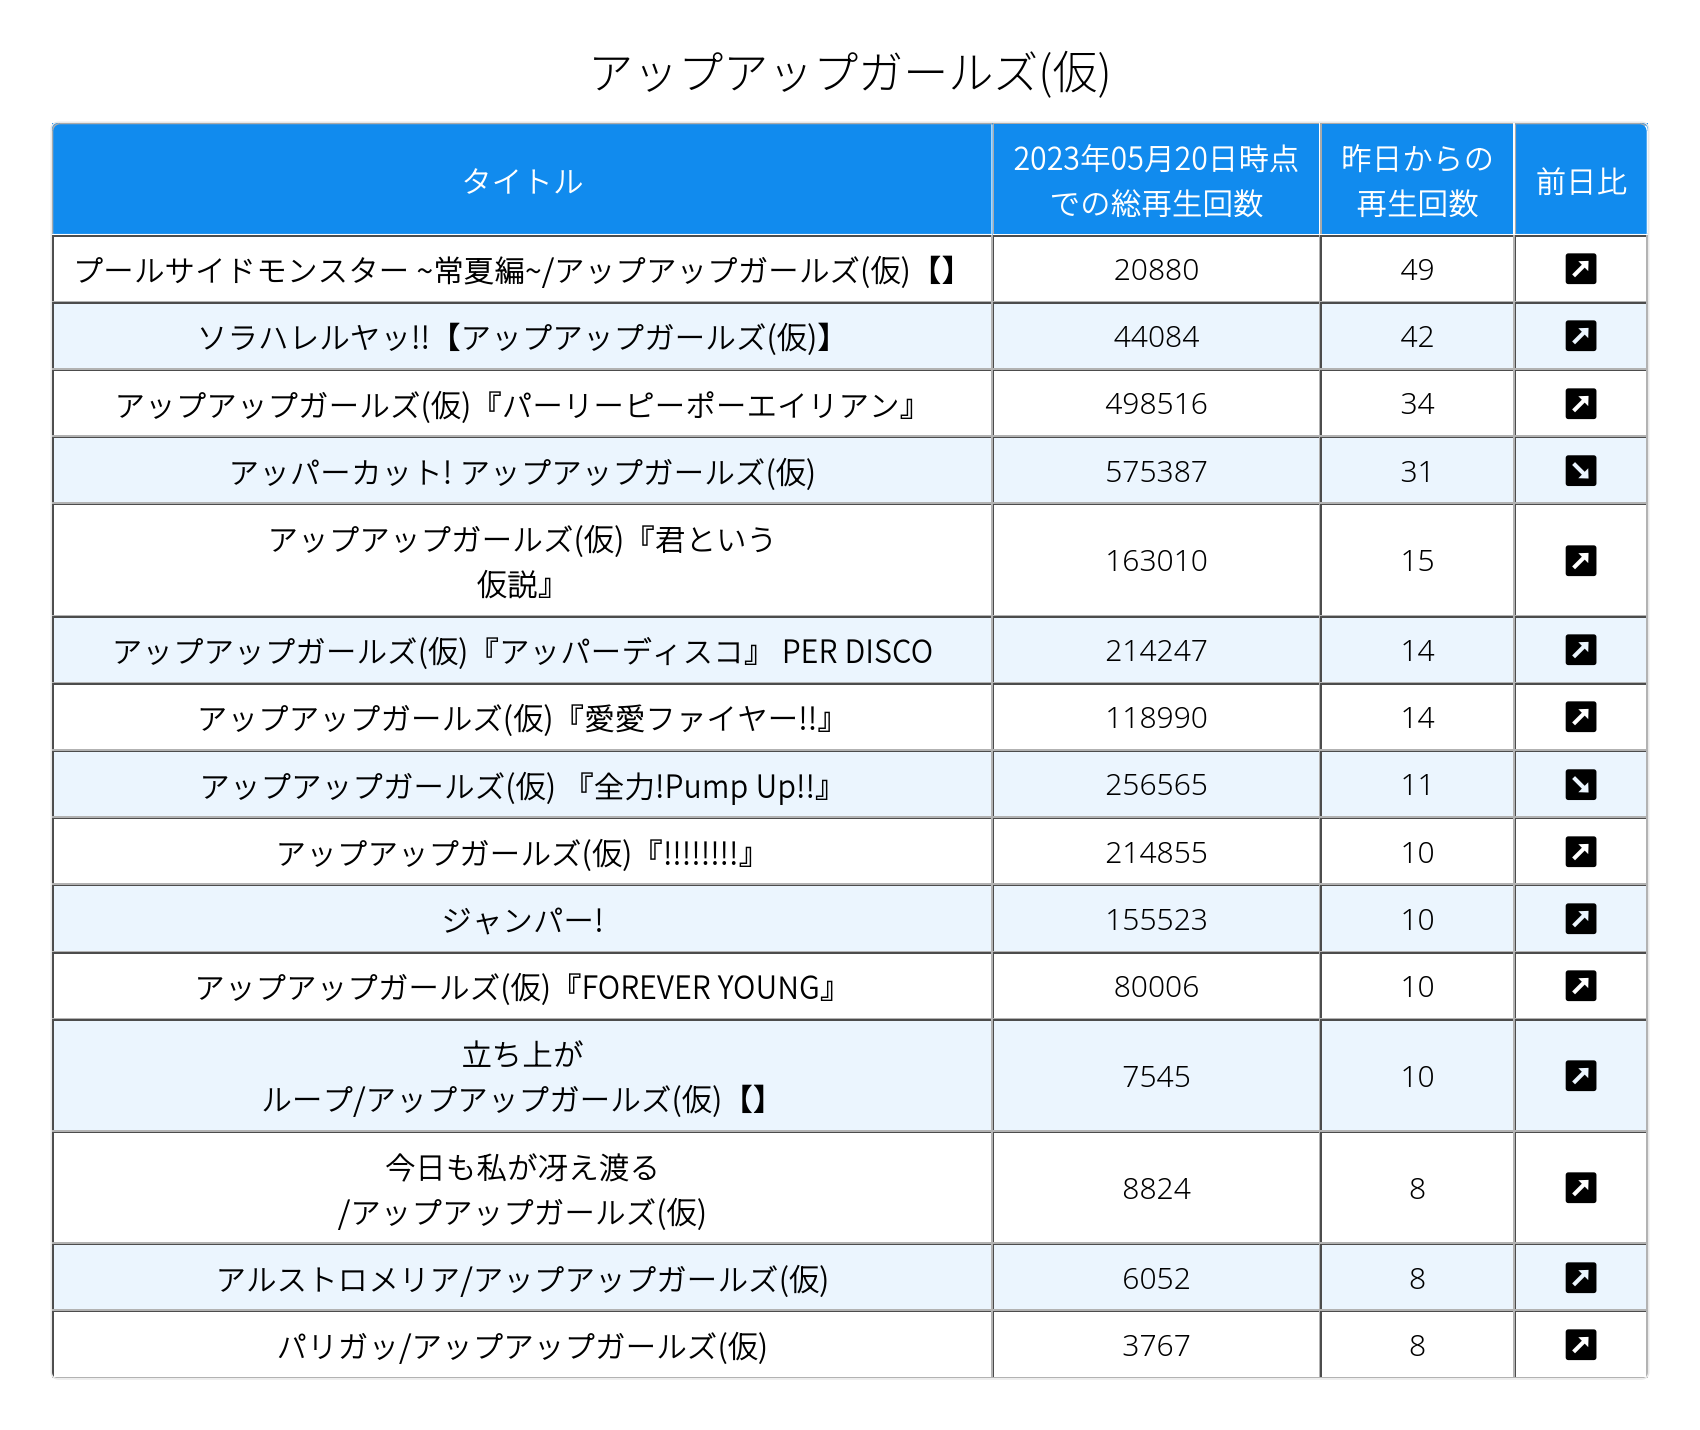 アップアップガールズ(仮)
タイトル 2023年05月20日時点 での総再生回数 昨日からの 再生回数 前日比
プールサイドモンスター ~常夏編~/アップアップガールズ(仮)【】 20880 49
ソラハレルヤッ!!【アップアップガールズ(仮)】 44084 42
アップアップガールズ(仮)『パーリーピーポーエイリアン』 498516 34
アッパーカット! アップアップガールズ(仮) 575387 31
アップアップガールズ(仮)『君という
仮説』 163010 15
アップアップガールズ(仮)『アッパーディスコ』 PER DISCO 214247 14
アップアップガールズ(仮)『愛愛ファイヤー!!』 118990 14
アップアップガールズ(仮) 『全力!Pump Up!!』 256565 11
アップアップガールズ(仮)『!!!!!!!!』 214855 10
ジャンパー! 155523 10
アップアップガールズ(仮)『FOREVER YOUNG』 80006 10
立ち上が
ループ/アップアップガールズ(仮)【】 7545 10
今日も私が冴え渡る
/アップアップガールズ(仮) 8824 8
アルストロメリア/アップアップガールズ(仮) 6052 8
パリガッ/アップアップガールズ(仮) 3767 8